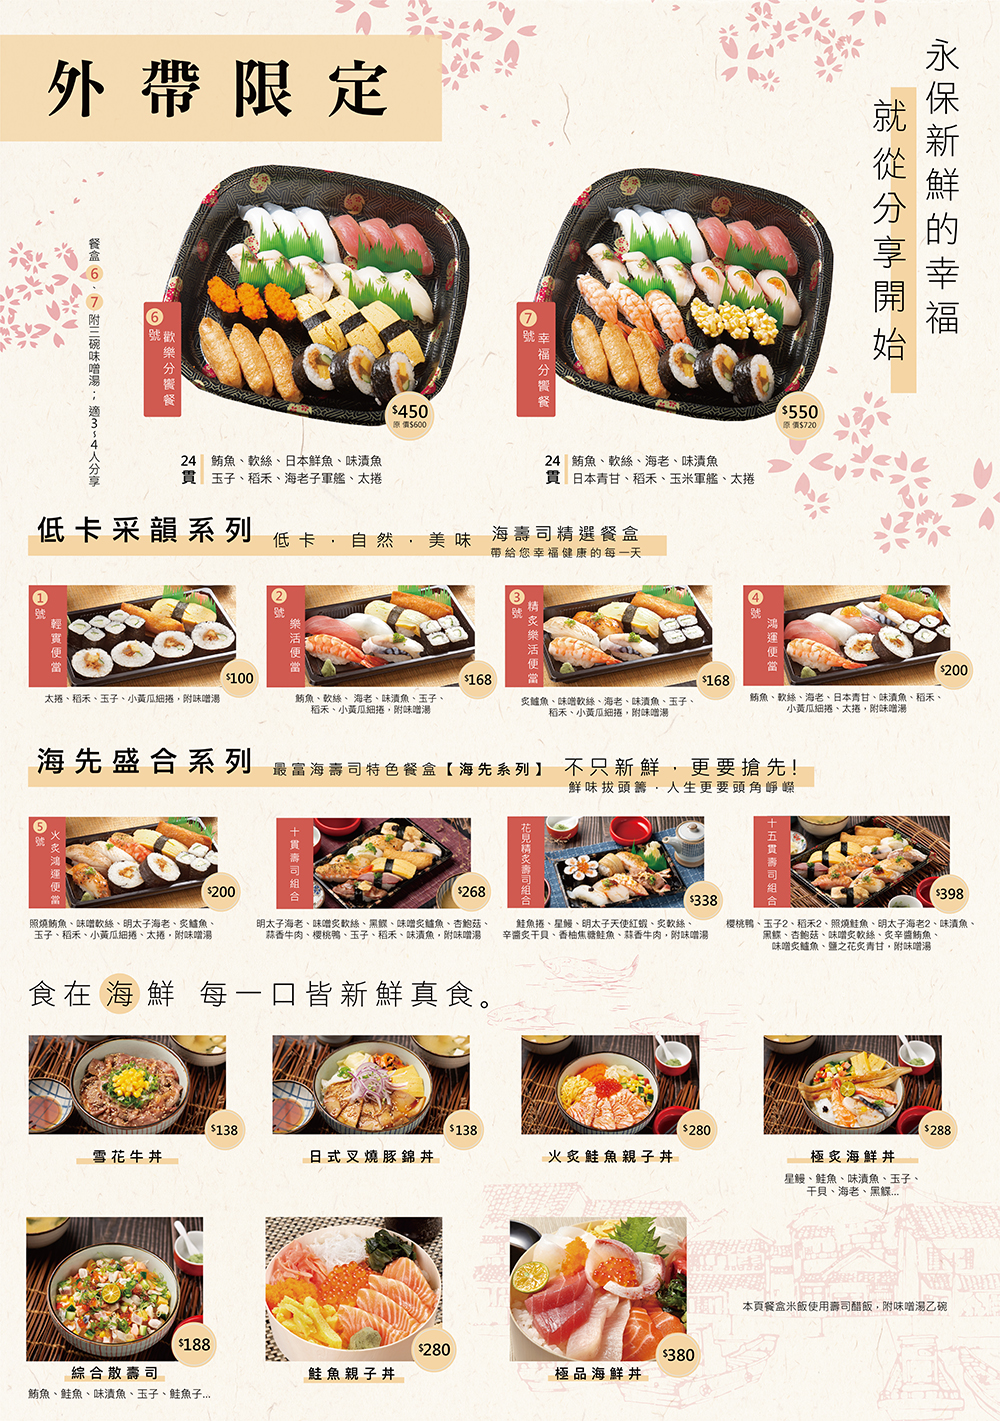 外帶限定
永保新鮮的幸福
就從分享開始
餐盒6、7附三碗味噌湯；適3~4人分享
6號
歡樂分饗餐
$450
原價$600
24貫
鮪魚、軟絲、日本鮮魚、味漬魚
玉子、稻禾、海老子軍艦、太捲
7號
幸福分饗餐
$550
原價$720
24貫
鮪魚、軟絲、海老、味漬魚
日本青甘、稻禾、玉米軍艦、太捲
低卡采韻系列
低卡．自然．美味
海壽司精選餐盒
帶給您幸福健康的每一天
1號
輕實便當
$100
太捲、稻禾、玉子、小黃瓜細捲，附味噌湯
2號
樂活便當
$168
鮪魚、軟絲、海老、味漬魚、玉子、
稻禾、小黃瓜細捲，附味噌湯
3號
精炙樂活便當
$168
炙鱸魚、味噌軟絲、海老、味漬魚、玉子、
稻禾、小黃瓜細捲，附味噌湯
4號
鴻運便當
$200
鮪魚、軟絲、海老、日本青甘、味漬魚、稻禾、
小黃瓜細捲、太捲，附味噌湯
海先盛合系列
最富海壽司特色餐盒【海先系列】
不只新鮮．更要搶先!
鮮味拔頭籌．人生更要頭角崢嶸
5號
火炙鴻運便當
$200
照燒鮪魚、味噌軟絲、明太子海老、炙鱸魚、
玉子、稻禾、小黃瓜細捲、太捲，附味噌湯
十貫壽司組合
$268
明太子海老、味噌炙軟絲、黑鰈、味噌炙鱸魚、杏鮑菇、
蒜香牛肉、櫻桃鴨、玉子、稻禾、味漬魚，附味噌湯
花見精炙壽司組合
$338
鮭魚捲、星鰻、明太子天使紅蝦、炙軟絲、
辛醬炙干貝、香柚焦糖鮭魚、蒜香牛肉，附味噌湯
十五貫壽司組合
$398
櫻桃鴨、玉子2、稻禾2、照燒鮭魚、明太子海老2、味漬魚、
黑鰈、杏鮑菇、味噌炙軟絲、炙辛醬鮪魚、
味噌炙鱸魚、鹽之花炙青甘，附味噌湯
食在海鮮 每一口皆新鮮真食。
$138
雪花牛丼
$138
日式叉燒豚錦丼
$280
火炙鮭魚親子丼
$288
極炙海鮮丼
星鰻、鮭魚、味漬魚、玉子、
干貝、海老、黑鰈...
$188
綜合散壽司
鮪魚、鮭魚、味漬魚、玉子、鮭魚子...
$280
鮭魚親子丼
$380
極品海鮮丼
本頁餐盒米飯使用壽司醋飯，附味噌湯乙碗